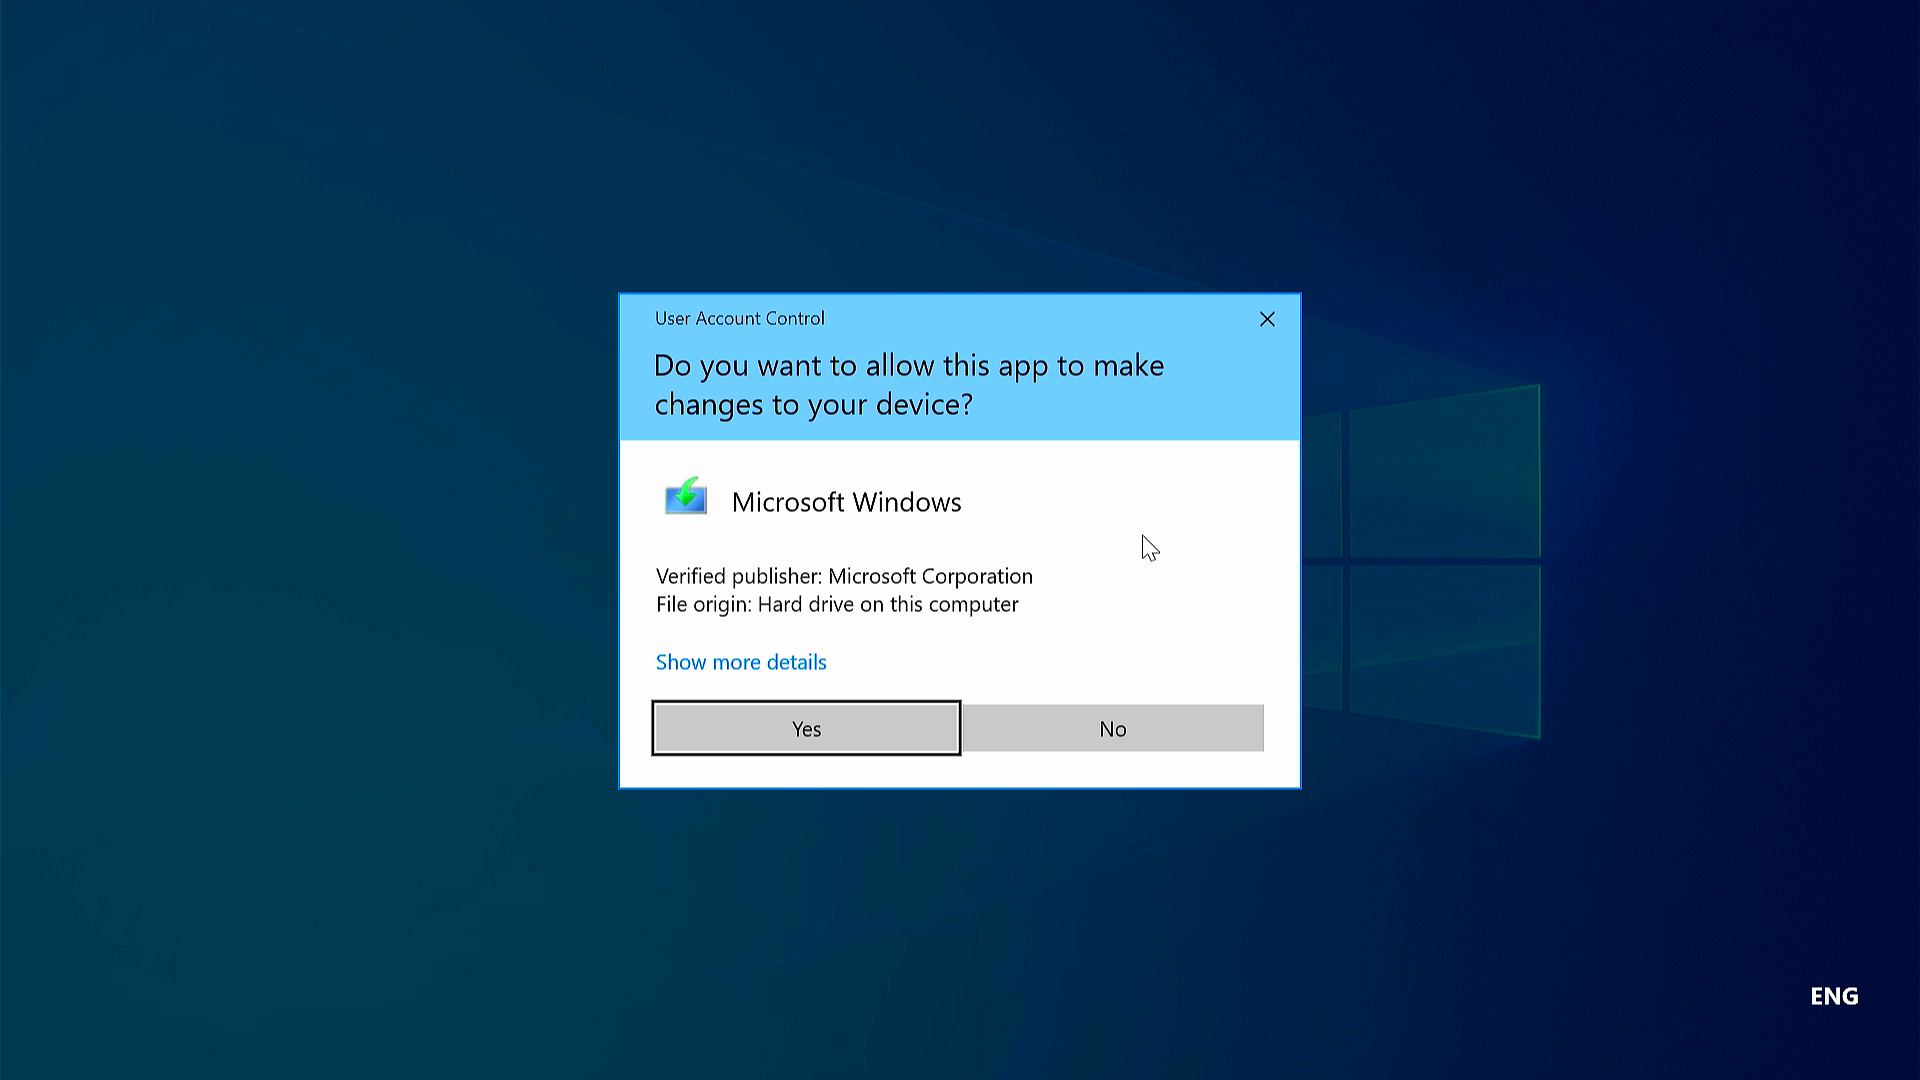 User Account Control
Do you want to allow this app to make
changes to your device?
Microsoft Windows
Verified publisher: Microsoft Corporation
File origin: Hard drive on this computer
Show more details
Yes
No
ENG